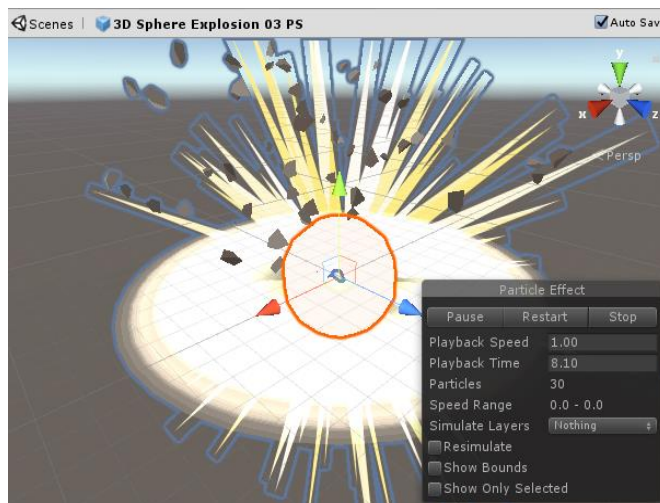 Scenes | 3D Sphere Explosion 03 PS Auto Sav
y
x z
Persp
Particle Effect
Pause Restart Stop
Playback Speed 1.00
Playback Time 8.10
Particles 30
Speed Range 0.0 - 0.0
Simulate Layers Nothing
Resimulate
Show Bounds
Show Only Selected